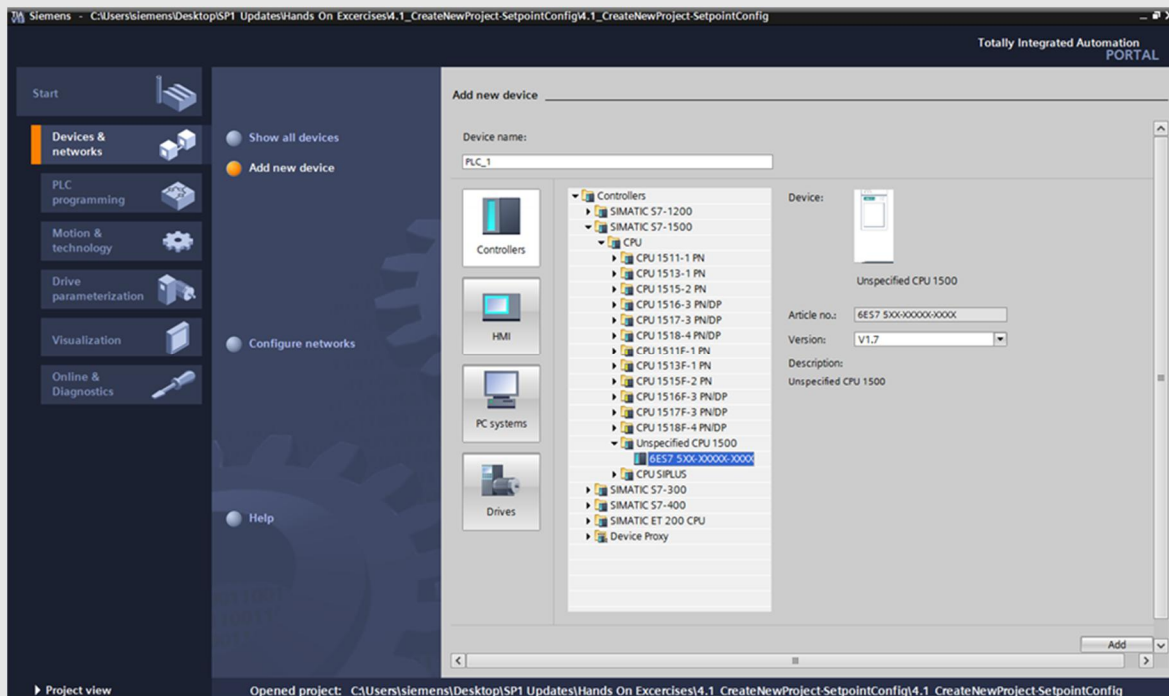 Siemens - C:\Users\siemens\Desktop\SP1 Updates\Hands On Excercises\4.1_CreateNewProject-SetpointConfig\4.1_CreateNewProject-SetpointConfig
Totally Integrated Automation
PORTAL
Start
Devices &
networks
PLC
programming
Motion &
technology
Drive
parameterization
Visualization
Online &
Diagnostics
Project view
Show all devices
Add new device
Configure networks
Help
Add new device
Device name:
PLC_1
Controllers
HMI
PC systems
Drives
Controllers
SIMATIC S7-1200
SIMATIC S7-1500
CPU
CPU 1511-1 PN
CPU 1513-1 PN
CPU 1515-2 PN
CPU 1516-3 PN/DP
CPU 1517-3 PN/DP
CPU 1518-4 PN/DP
CPU 1511F-1 PN
CPU 1513F-1 PN
CPU 1515F-2 PN
CPU 1516F-3 PN/DP
CPU 1517F-3 PN/DP
CPU 1518F-4 PN/DP
Unspecified CPU 1500
6ES7 5XX-XXXXX-XXXX
CPU SIPLUS
SIMATIC S7-300
SIMATIC S7-400
SIMATIC ET 200 CPU
Device Proxy
Device:
Unspecified CPU 1500
Article no.: 6ES7 5XX-XXXXX-XXXX
Version: V1.7
Description:
Unspecified CPU 1500
Add
Opened project: C:\Users\siemens\Desktop\SP1 Updates\Hands On Excercises\4.1_CreateNewProject-SetpointConfig\4.1_CreateNewProject-SetpointConfig